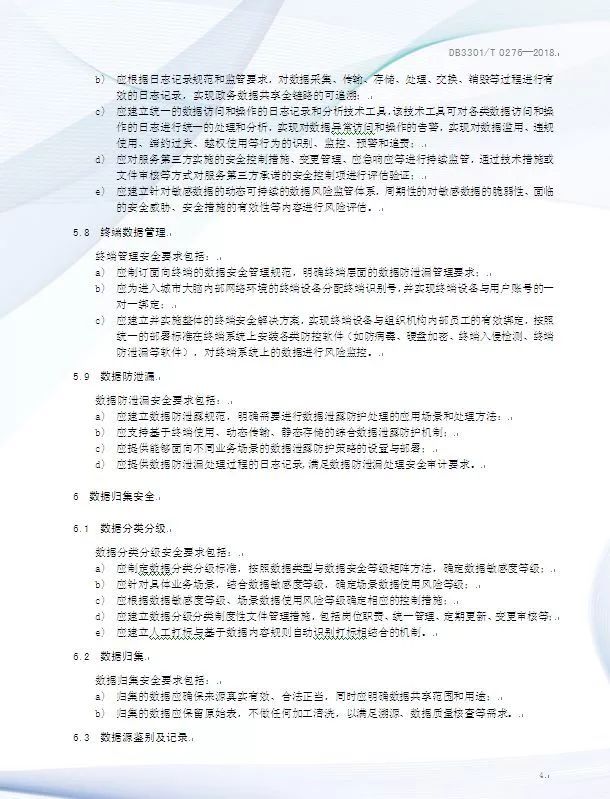 DB3301/T 0276—2018
b) 应根据日志记录规范和监管要求，对数据采集、传输、存储、处理、交换、销毁等过程进行有
效的日志记录，实现政务数据共享全链路的可追溯；
c) 应建立统一的数据访问和操作的日志记录和分析技术工具，该技术工具可对各类数据访问和操
作的日志进行统一的处理和分析，实现对数据异常访问和操作的告警，实现对数据滥用、违规
使用、缔约过失、越权使用等行为的识别、监控、预警和追责；
d) 应对服务第三方实施的安全控制措施、变更管理、应急响应等进行持续监管，通过技术措施或
文件审核等方式对服务第三方承诺的安全控制项进行评估验证；
e) 应建立针对敏感数据的动态可持续的数据风险监管体系，周期性的对敏感数据的脆弱性、面临
的安全威胁、安全措施的有效性等内容进行风险评估。
5.8 终端数据管理
终端管理安全要求包括：
a) 应制订面向终端的数据安全管理规范，明确终端层面的数据防泄漏管理要求；
b) 应为进入城市大脑内部网络环境的终端设备分配终端识别号，并实现终端设备与用户账号的一
对一绑定；
c) 应建立并实施整体的终端安全解决方案，实现终端设备与组织机构内部员工的有效绑定，按照
统一的部署标准在终端系统上安装各类防控软件（如防病毒、硬盘加密、终端入侵检测、终端
防泄漏等软件），对终端系统上的数据进行风险监控。
5.9 数据防泄漏
数据防泄漏安全要求包括：
a) 应建立数据防泄露规范，明确需要进行数据泄露防护处理的应用场景和处理方法；
b) 应支持基于终端使用、动态传输、静态存储的综合数据泄露防护机制；
c) 应提供能够面向不同业务场景的数据泄露防护策略的设置与部署；
d) 应提供数据防泄漏处理过程的日志记录,满足数据防泄漏处理安全审计要求。
6 数据归集安全
6.1 数据分类分级
数据分类分级安全要求包括：
a) 应制定数据分类分级标准，按照数据类型与数据安全等级矩阵方法，确定数据敏感度等级；
b) 应针对具体业务场景，结合数据敏感度等级，确定场景数据使用风险等级；
c) 应根据数据敏感度等级、场景数据使用风险等级确定相应的控制措施；
d) 应建立数据分级分类制度性文件管理措施，包括岗位职责、统一管理、定期更新、变更审核等；
e) 应建立人工打标与基于数据内容规则自动识别打标相结合的机制。
6.2 数据归集
数据归集安全要求包括：
a) 归集的数据应确保来源真实有效、合法正当，同时应明确数据共享范围和用途；
b) 归集的数据应保留原始表，不做任何加工清洗，以满足溯源、数据质量核查等需求。
6.3 数据源鉴别及记录
4